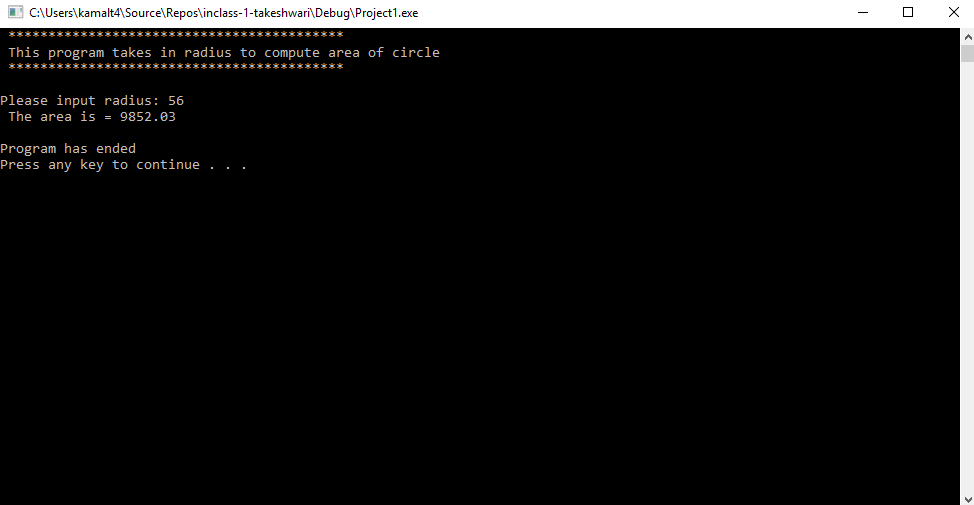 C:\Users\kamalt4\Source\Repos\inclass-1-takeshwari\Debug\Project1.exe
******************************************
This program takes in radius to compute area of circle
******************************************
Please input radius: 56
The area is = 9852.03
Program has ended
Press any key to continue . . .